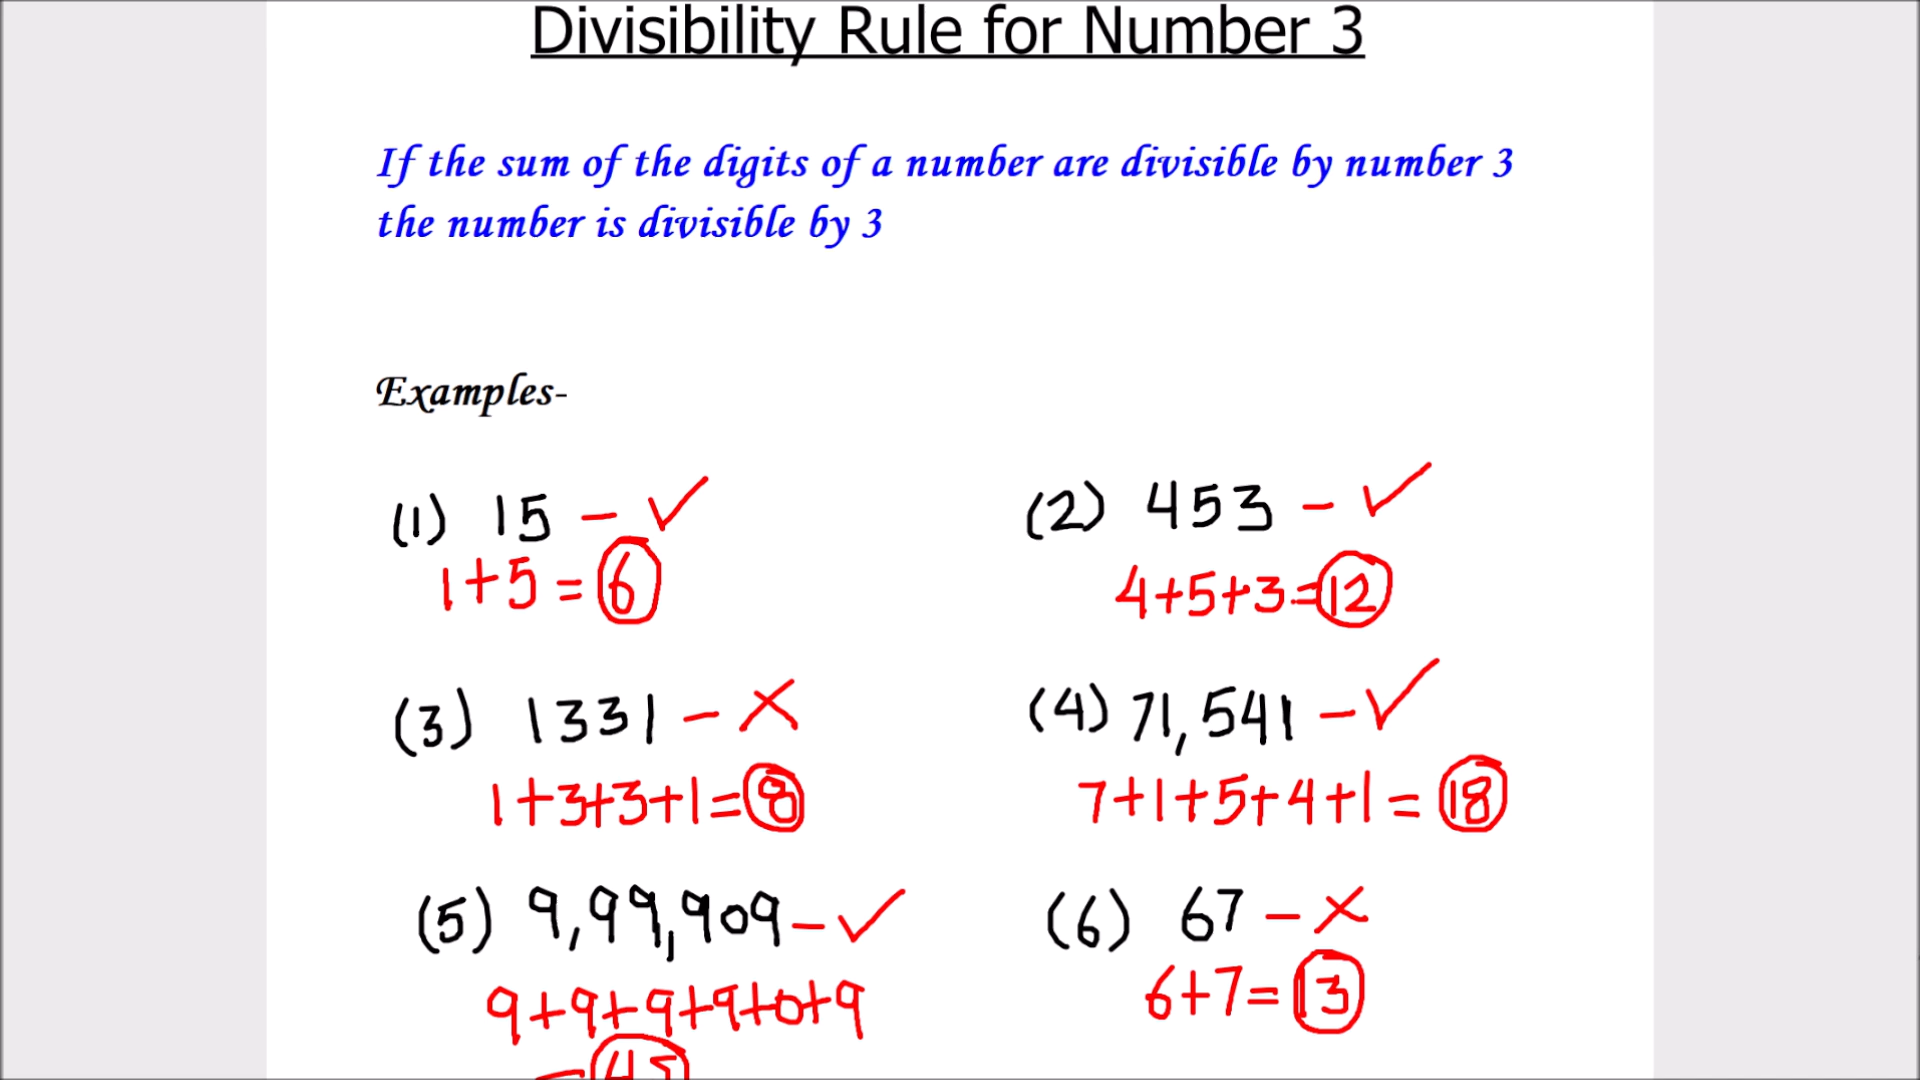 Divisibility Rule for Number 3
If the sum of the digits of a number are divisible by number 3
the number is divisible by 3
Examples-
(1) 15 - ✓
1+5=6
(2) 453 - ✓
4+5+3=12
(3) 1331 - ✗
1+3+3+1=8
(4) 71,541 - ✓
7+1+5+4+1=18
(5) 9,99,909 - ✓
9+9+9+9+0+9
=45
(6) 67 - ✗
6+7=13